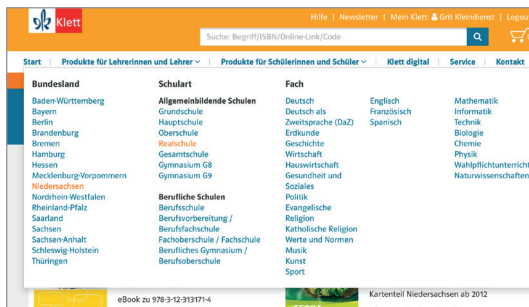 Klett
Hilfe | Newsletter | Mein Klett: Grit Kleindienst | Logout
Suche: Begriff/ISBN/Online-Link/Code
Start | Produkte für Lehrerinnen und Lehrer | Produkte für Schülerinnen und Schüler | Klett digital | Service | Kontakt
Bundesland
Baden-Württemberg
Bayern
Berlin
Brandenburg
Bremen
Hamburg
Hessen
Mecklenburg-Vorpommern
Niedersachsen
Nordrhein-Westfalen
Rheinland-Pfalz
Saarland
Sachsen
Sachsen-Anhalt
Schleswig-Holstein
Thüringen
Schulart
Allgemeinbildende Schulen
Grundschule
Hauptschule
Oberschule
Realschule
Gesamtschule
Gymnasium G8
Gymnasium G9
Berufliche Schulen
Berufsschule
Berufsvorbereitung /
Berufsfachschule
Fachoberschule / Fachschule
Berufliches Gymnasium /
Berufsoberschule
Fach
Deutsch
Deutsch als
Zweitsprache (DaZ)
Erdkunde
Geschichte
Wirtschaft
Hauswirtschaft
Gesundheit und
Soziales
Politik
Evangelische
Religion
Katholische Religion
Werte und Normen
Musik
Kunst
Sport
Englisch
Französisch
Spanisch
Mathematik
Informatik
Technik
Biologie
Chemie
Physik
Wahlpflichtunterricht
Naturwissenschaften
eBook zu 978-3-12-313171-4
TERRA
Kartenteil Niedersachsen ab 2012